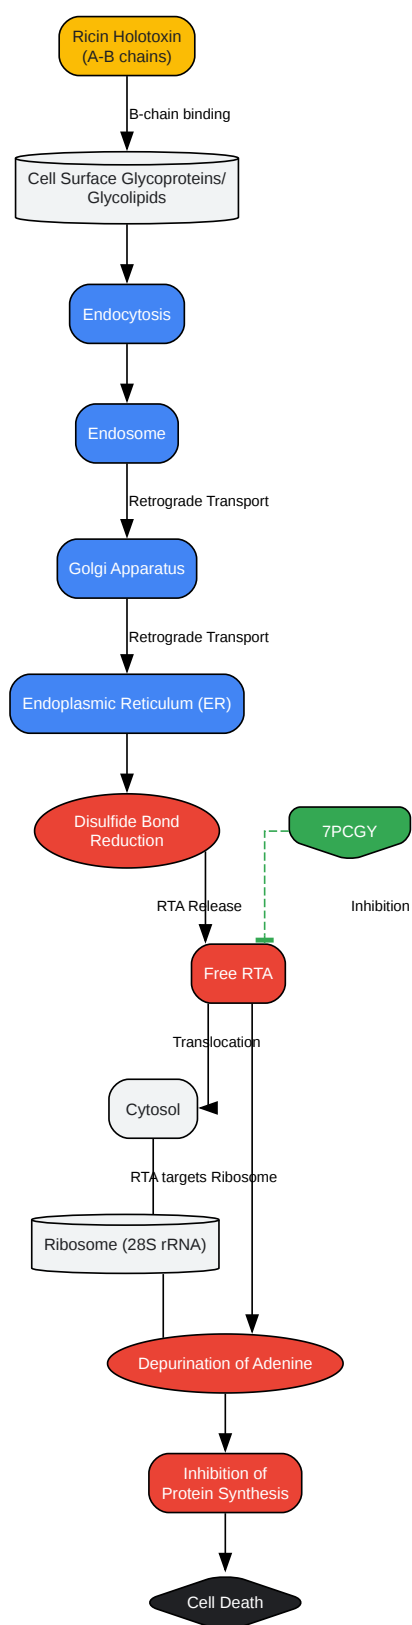 Ricin Holotoxin
(A-B chains)
B-chain binding
Cell Surface Glycoproteins/
Glycolipids
Endocytosis
Endosome
Retrograde Transport
Golgi Apparatus
Retrograde Transport
Endoplasmic Reticulum (ER)
Disulfide Bond
Reduction
7PCGY
RTA Release
Inhibition
Free RTA
Translocation
Cytosol
RTA targets Ribosome
Ribosome (28S rRNA)
Depurination of Adenine
Inhibition of
Protein Synthesis
Cell Death